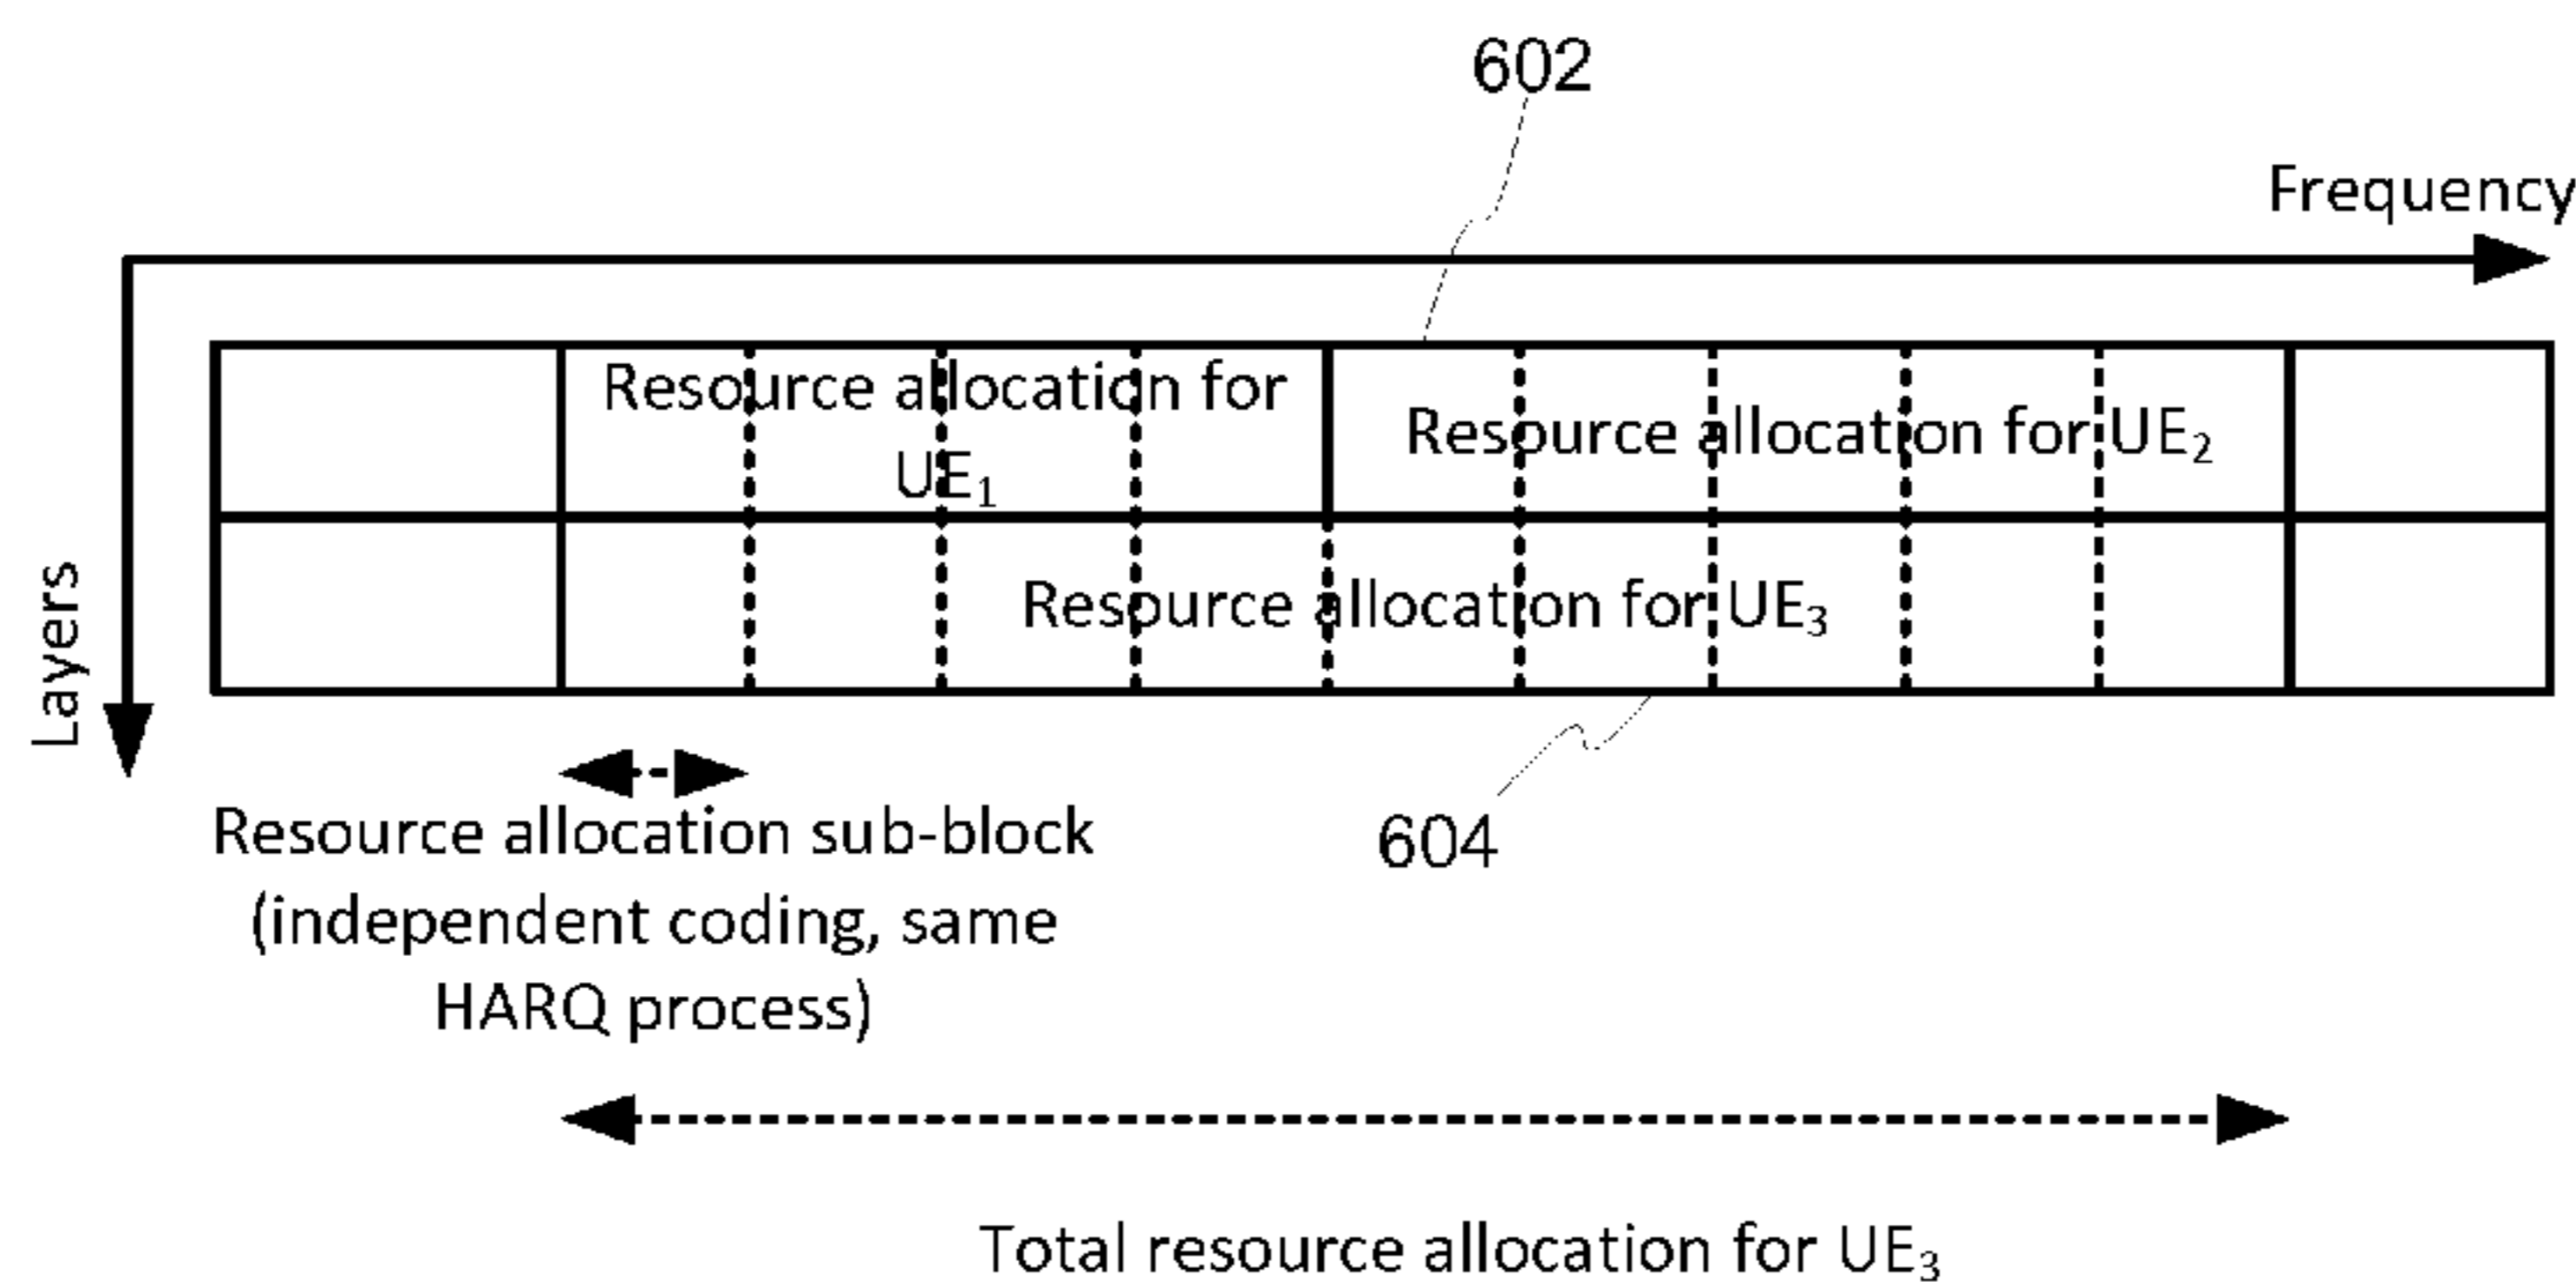 602
Frequency
Resource allocation for
UE₁
Resource allocation for UE₂
Resource allocation for UE₃
Layers
604
Resource allocation sub-block
(independent coding, same
HARQ process)
Total resource allocation for UE₃